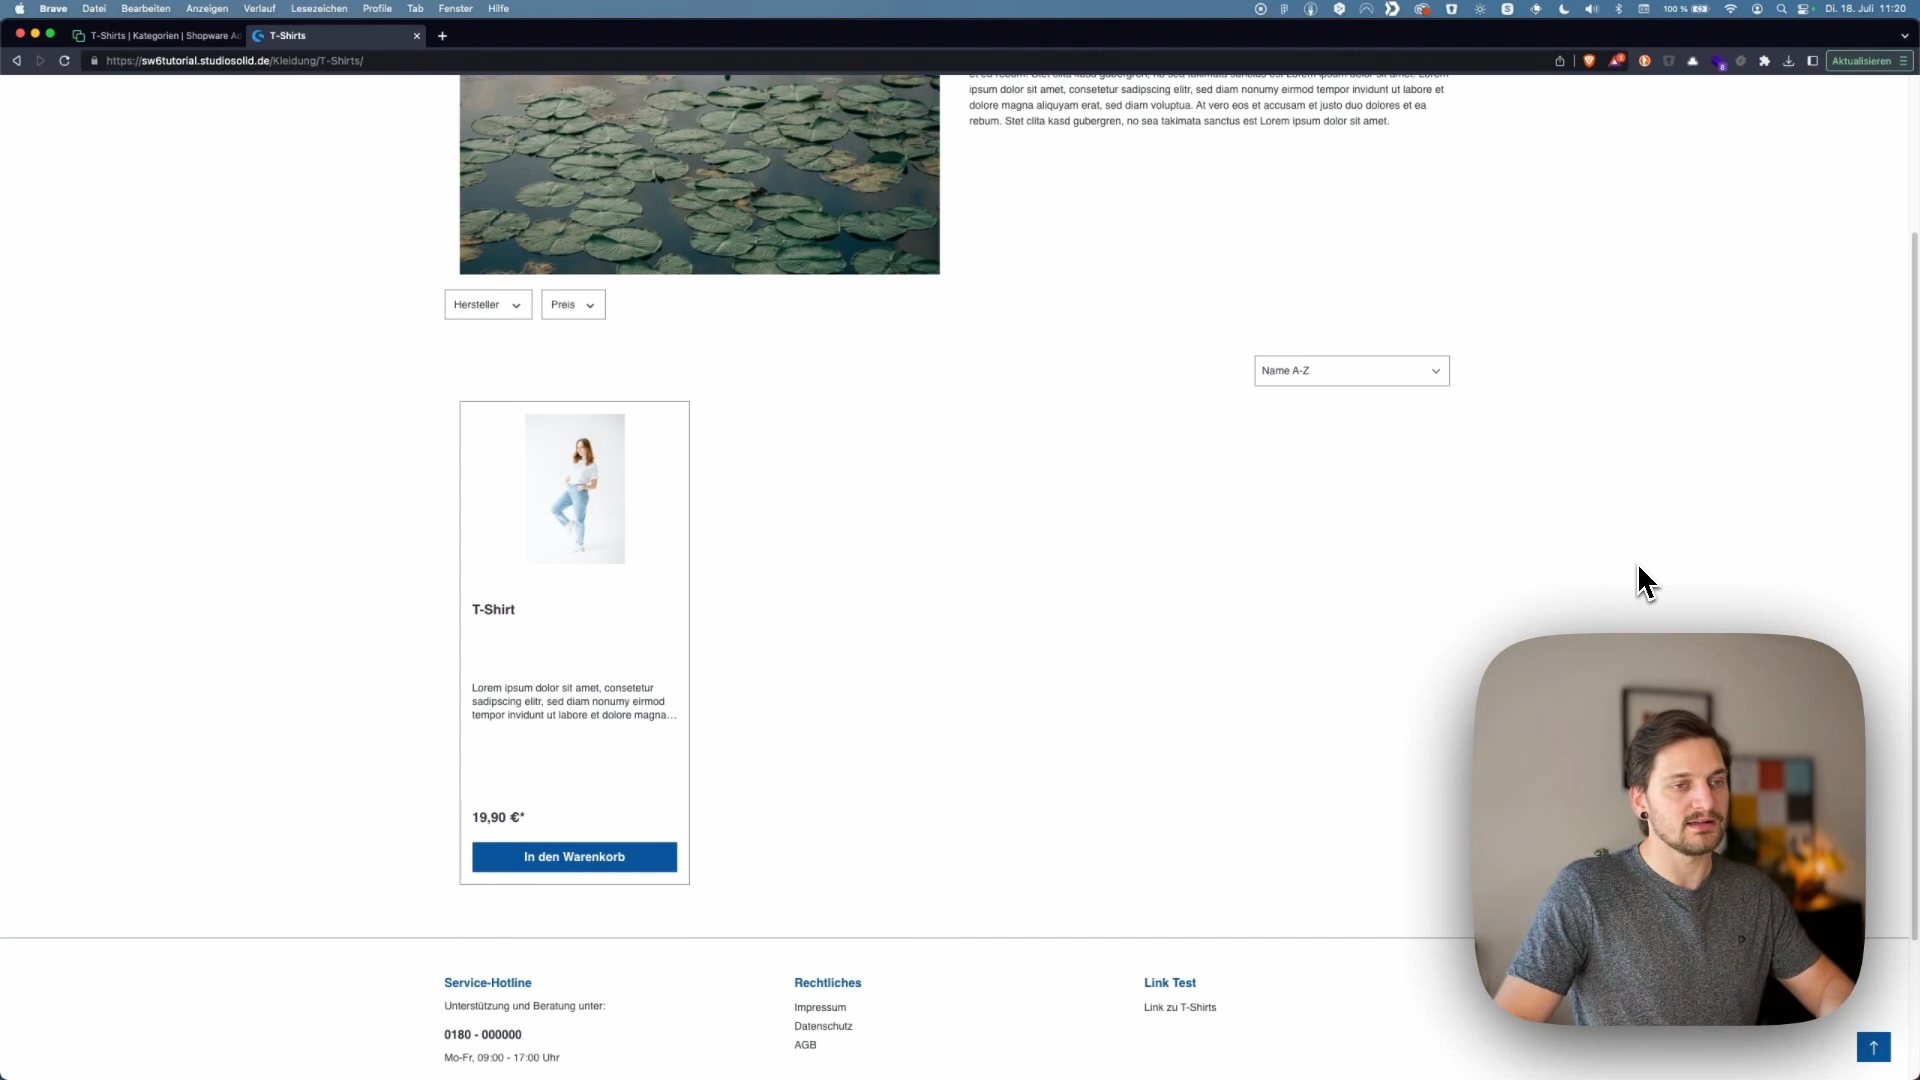 Brave Datei Bearbeiten Anzeigen Verlauf Lesezeichen Profile Tab Fenster Hilfe
100 % Di. 18. Juli 11:20
T-Shirts | Kategorien | Shopware Ad
T-Shirts
https://sw6tutorial.studiosolid.de/Kleidung/T-Shirts/
Aktualisieren
ipsum dolor sit amet, consetetur sadipscing elitr, sed diam nonumy eirmod tempor invidunt ut labore et
dolore magna aliquyam erat, sed diam voluptua. At vero eos et accusam et justo duo dolores et ea
rebum. Stet clita kasd gubergren, no sea takimata sanctus est Lorem ipsum dolor sit amet.
Hersteller
Preis
Name A-Z
T-Shirt
Lorem ipsum dolor sit amet, consetetur
sadipscing elitr, sed diam nonumy eirmod
tempor invidunt ut labore et dolore magna...
19,90 €*
In den Warenkorb
Service-Hotline
Unterstützung und Beratung unter:
0180 - 000000
Mo-Fr, 09:00 - 17:00 Uhr
Rechtliches
Impressum
Datenschutz
AGB
Link Test
Link zu T-Shirts